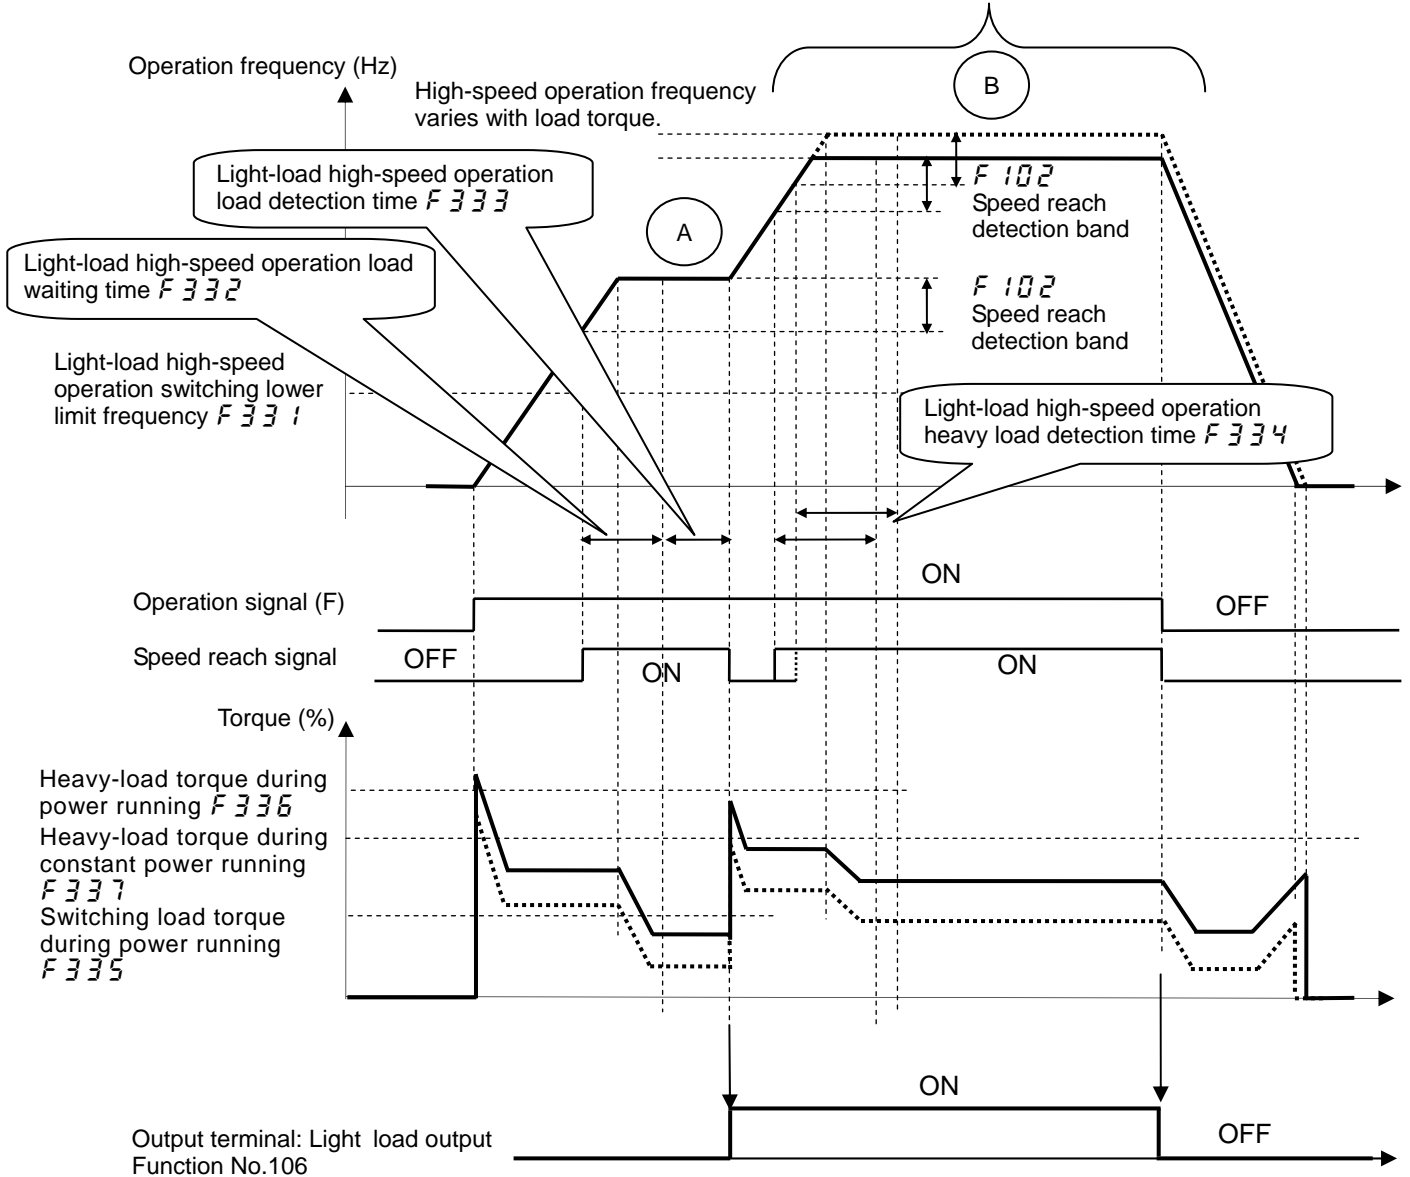 Operation frequency (Hz)
High-speed operation frequency
varies with load torque.
B
Light-load high-speed operation
load detection time F333
A
F102
Speed reach
detection band
Light-load high-speed operation load
waiting time F332
F102
Speed reach
detection band
Light-load high-speed
operation switching lower
limit frequency F331
Light-load high-speed operation
heavy load detection time F334
ON
Operation signal (F)
OFF
Speed reach signal
OFF
ON
ON
Torque (%)
Heavy-load torque during
power running F336
Heavy-load torque during
constant power running
F337
Switching load torque
during power running
F335
ON
Output terminal: Light load output
Function No.106
OFF